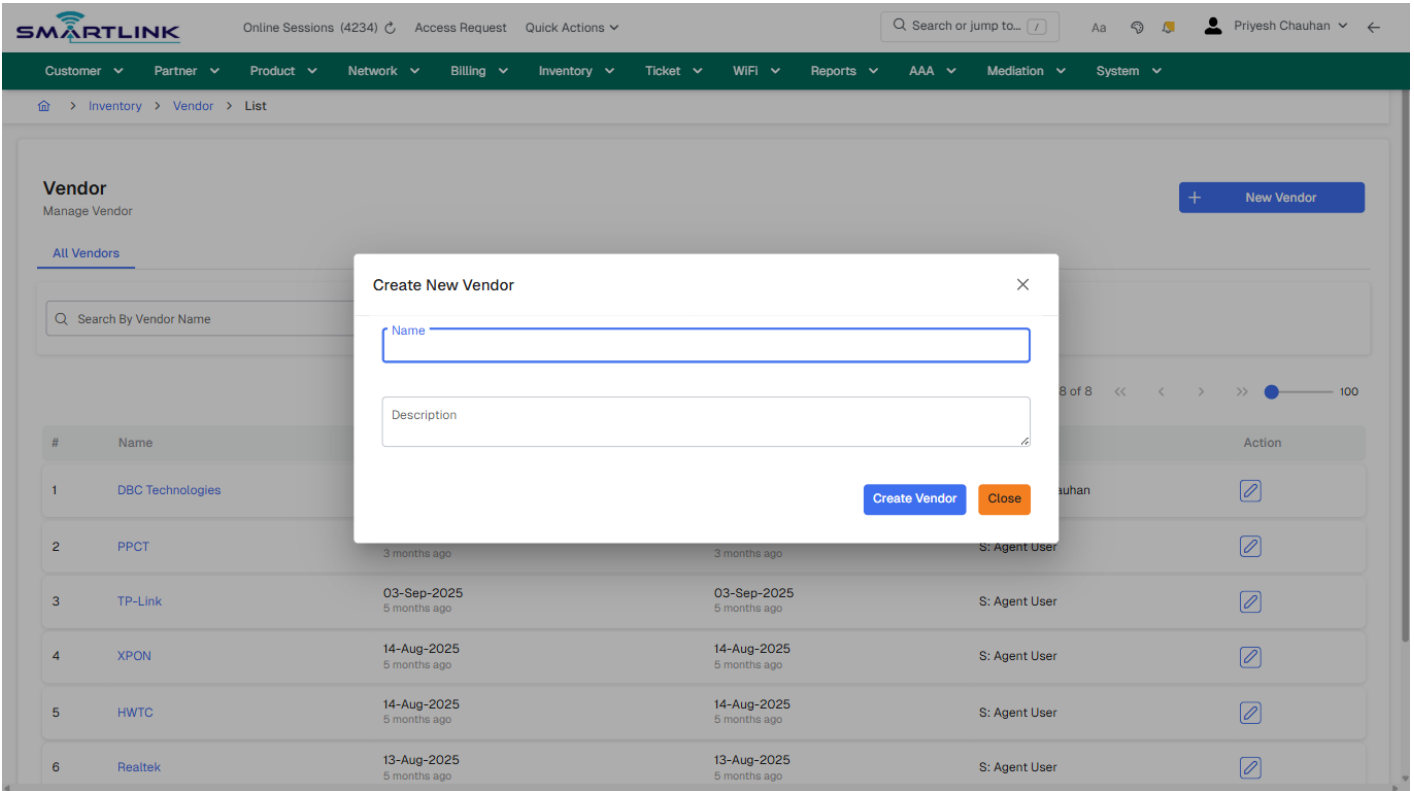 SMARTLINK Online Sessions (4234) Access Request Quick Actions Search or jump to... / Aa Priyesh Chauhan
Customer Partner Product Network Billing Inventory Ticket WiFi Reports AAA Mediation System
> Inventory > Vendor > List
Vendor
Manage Vendor
+ New Vendor
All Vendors
Create New Vendor
Search By Vendor Name
Name
8 of 8 << < > >> 100
Description
# Name Action
1 DBC Technologies auhan
Create Vendor Close
2 PPCT 3 months ago 3 months ago S: Agent User
3 TP-Link 03-Sep-2025 03-Sep-2025 S: Agent User
5 months ago 5 months ago
4 XPON 14-Aug-2025 14-Aug-2025 S: Agent User
5 months ago 5 months ago
5 HWTC 14-Aug-2025 14-Aug-2025 S: Agent User
5 months ago 5 months ago
6 Realtek 13-Aug-2025 13-Aug-2025 S: Agent User
5 months ago 5 months ago